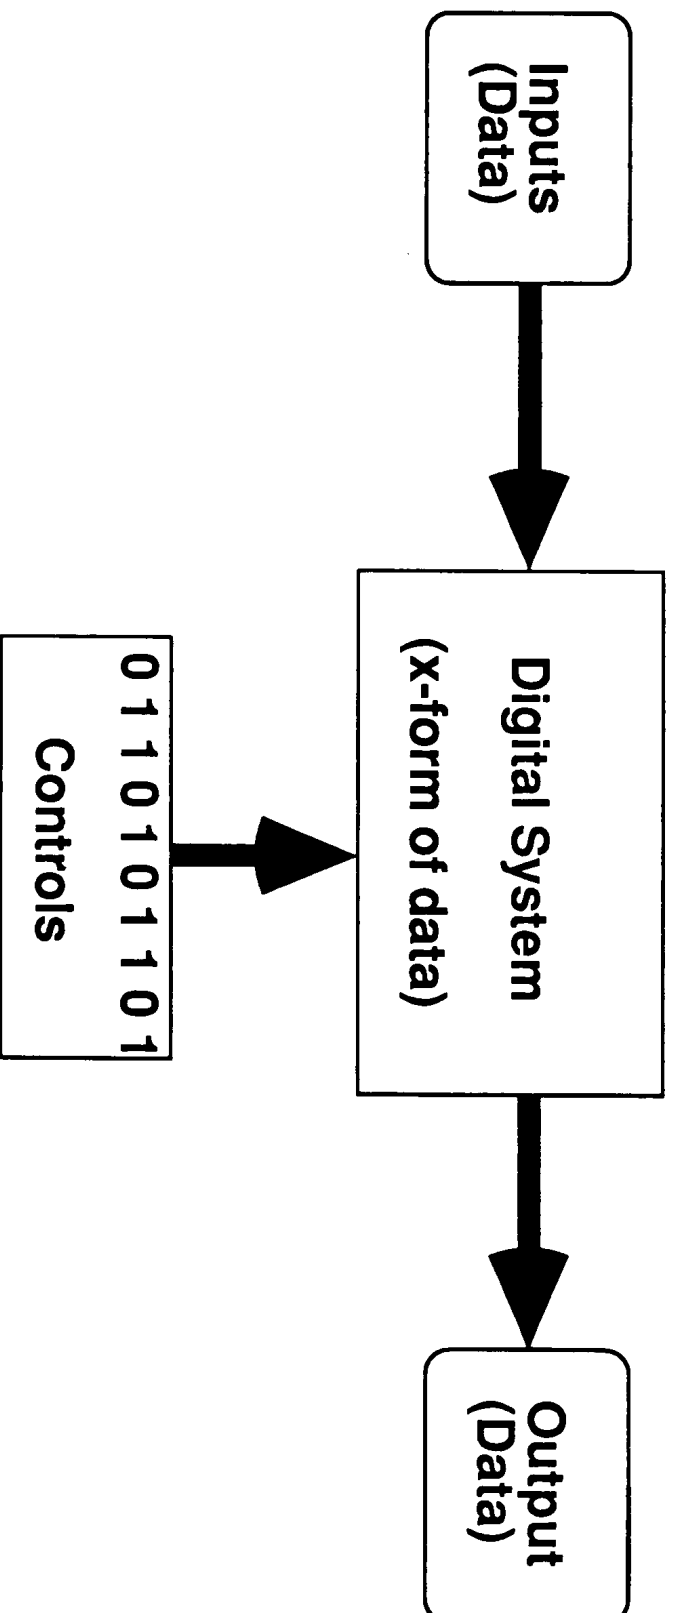 Inputs
(Data)
Digital System
(x-form of data)
Output
(Data)
0 1 1 0 1 0 1 1 0 1
Controls